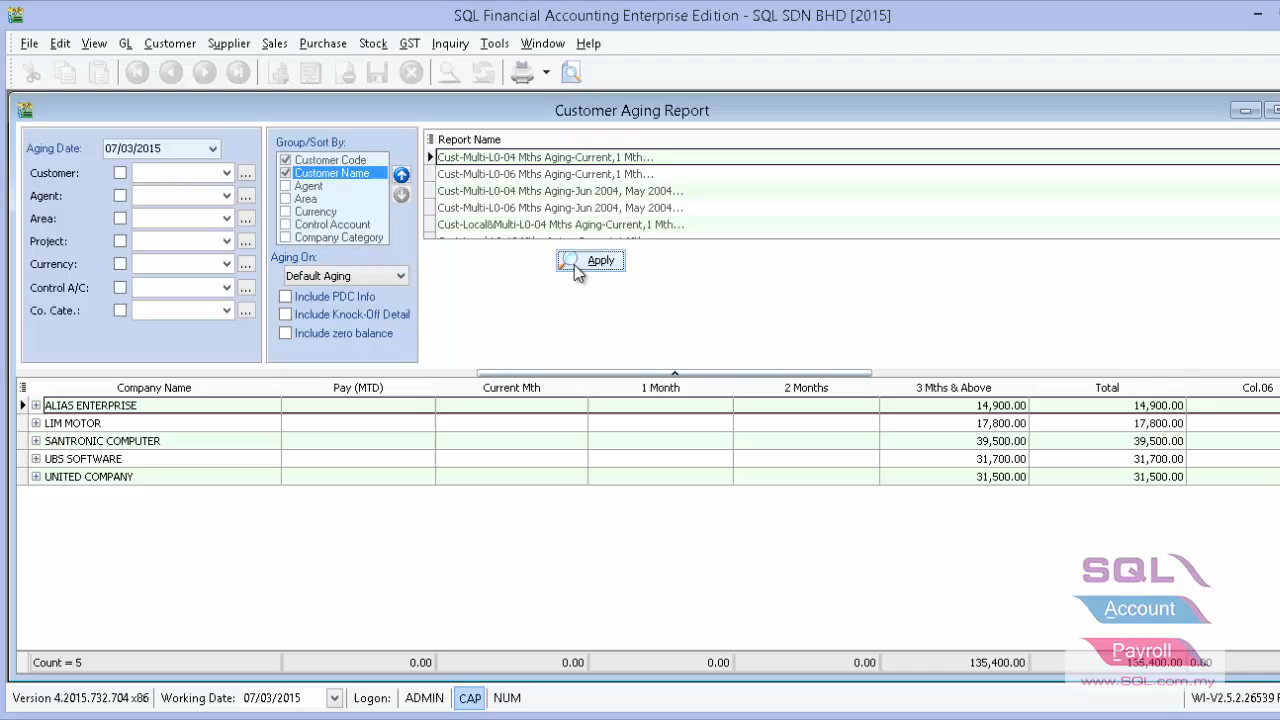 SQL Financial Accounting Enterprise Edition - SQL SDN BHD [2015]
File Edit View GL Customer Supplier Sales Purchase Stock GST Inquiry Tools Window Help
Customer Aging Report
Aging Date: 07/03/2015
Customer:
Agent:
Area:
Project:
Currency:
Control A/C:
Co. Cate.:
Group/Sort By:
Customer Code
Customer Name
Agent
Area
Currency
Control Account
Company Category
Aging On:
Default Aging
Include PDC Info
Include Knock-Off Detail
Include zero balance
Report Name
Cust-Multi-L0-04 Mths Aging-Current,1 Mth...
Cust-Multi-L0-06 Mths Aging-Current,1 Mth...
Cust-Multi-L0-04 Mths Aging-Jun 2004, May 2004...
Cust-Multi-L0-06 Mths Aging-Jun 2004, May 2004...
Cust-Local&Multi-L0-04 Mths Aging-Current,1 Mth...
Apply
Company Name Pay (MTD) Current Mth 1 Month 2 Months 3 Mths & Above Total Col.06
ALIAS ENTERPRISE 14,900.00 14,900.00
LIM MOTOR 17,800.00 17,800.00
SANTRONIC COMPUTER 39,500.00 39,500.00
UBS SOFTWARE 31,700.00 31,700.00
UNITED COMPANY 31,500.00 31,500.00
Count = 5 0.00 0.00 0.00 0.00 135,400.00 135,400.00 0.00
SQL
Account
Payroll
www.SQL.com.my
Version 4.2015.732.704 x86 Working Date: 07/03/2015 Logon: ADMIN CAP NUM WI-V2.5.2.26539